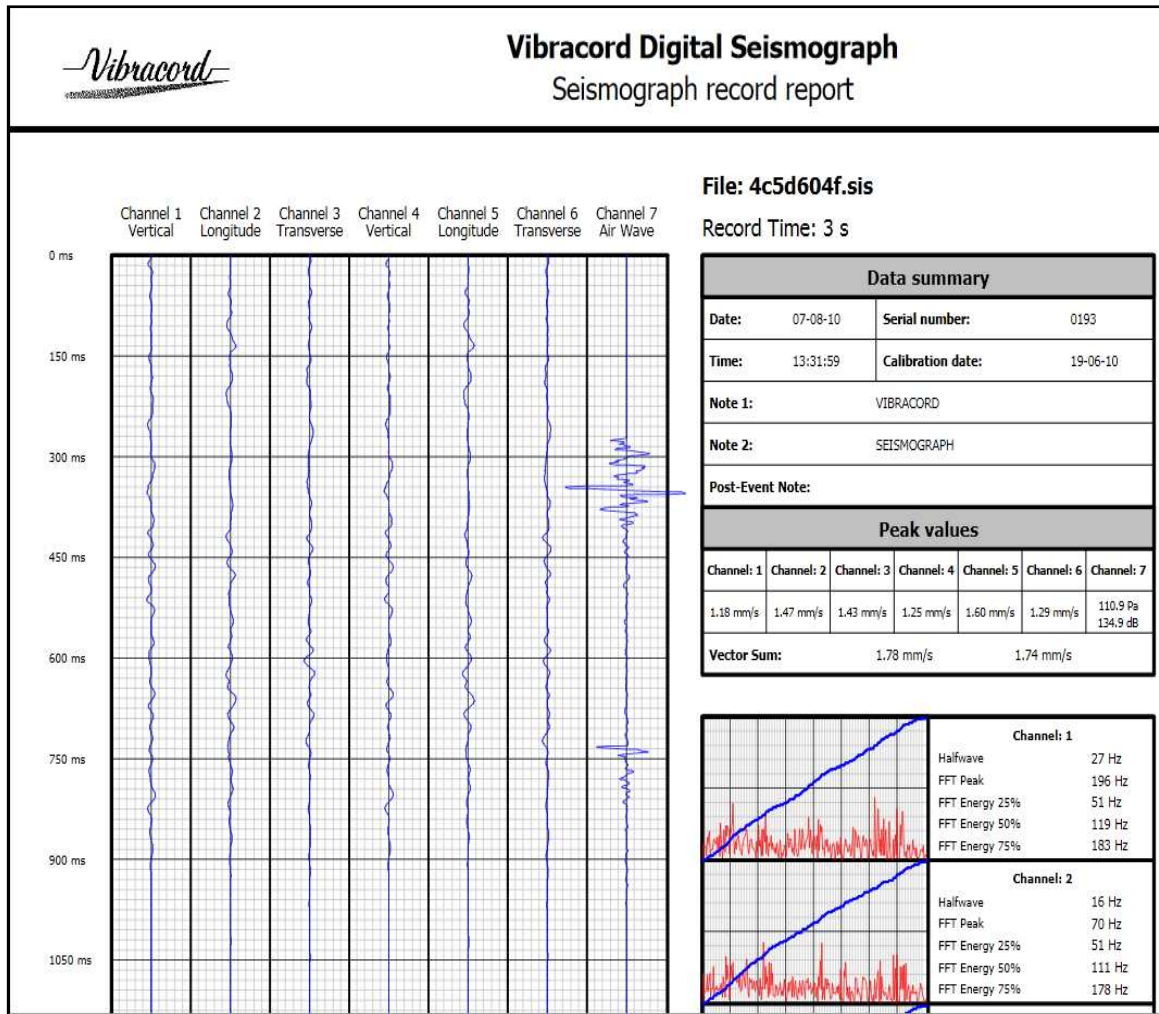 Vibracord
Vibracord Digital Seismograph
Seismograph record report
File: 4c5d604f.sis
Record Time: 3 s
Channel 1 Channel 2 Channel 3 Channel 4 Channel 5 Channel 6 Channel 7
Vertical Longitude Transverse Vertical Longitude Transverse Air Wave
0 ms
150 ms
300 ms
450 ms
600 ms
750 ms
900 ms
1050 ms
Data summary
Date: 07-08-10 Serial number: 0193
Time: 13:31:59 Calibration date: 19-06-10
Note 1: VIBRACORD
Note 2: SEISMOGRAPH
Post-Event Note:
Peak values
Channel: 1 Channel: 2 Channel: 3 Channel: 4 Channel: 5 Channel: 6 Channel: 7
1.18 mm/s 1.47 mm/s 1.43 mm/s 1.25 mm/s 1.60 mm/s 1.29 mm/s 110.9 Pa
134.9 dB
Vector Sum: 1.78 mm/s 1.74 mm/s
Channel: 1
Halfwave 27 Hz
FFT Peak 196 Hz
FFT Energy 25% 51 Hz
FFT Energy 50% 119 Hz
FFT Energy 75% 183 Hz
Channel: 2
Halfwave 16 Hz
FFT Peak 70 Hz
FFT Energy 25% 51 Hz
FFT Energy 50% 111 Hz
FFT Energy 75% 178 Hz